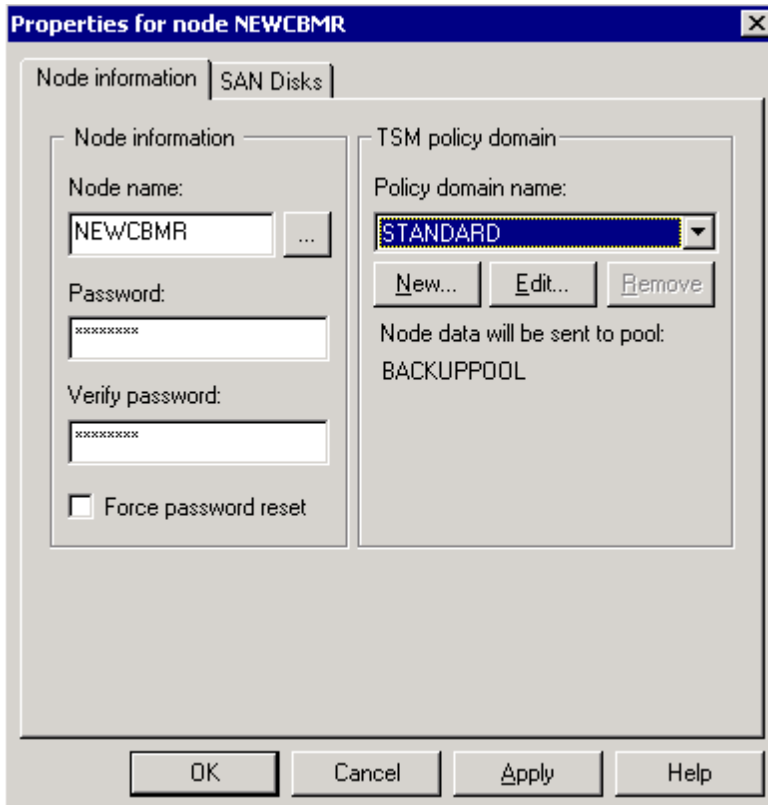 Properties for node NEWCBMR
Node information
SAN Disks
Node information
Node name:
NEWCBMR
...
Password:
********
Verify password:
********
Force password reset
TSM policy domain
Policy domain name:
STANDARD
New...
Edit...
Remove
Node data will be sent to pool:
BACKUPPOOL
OK
Cancel
Apply
Help